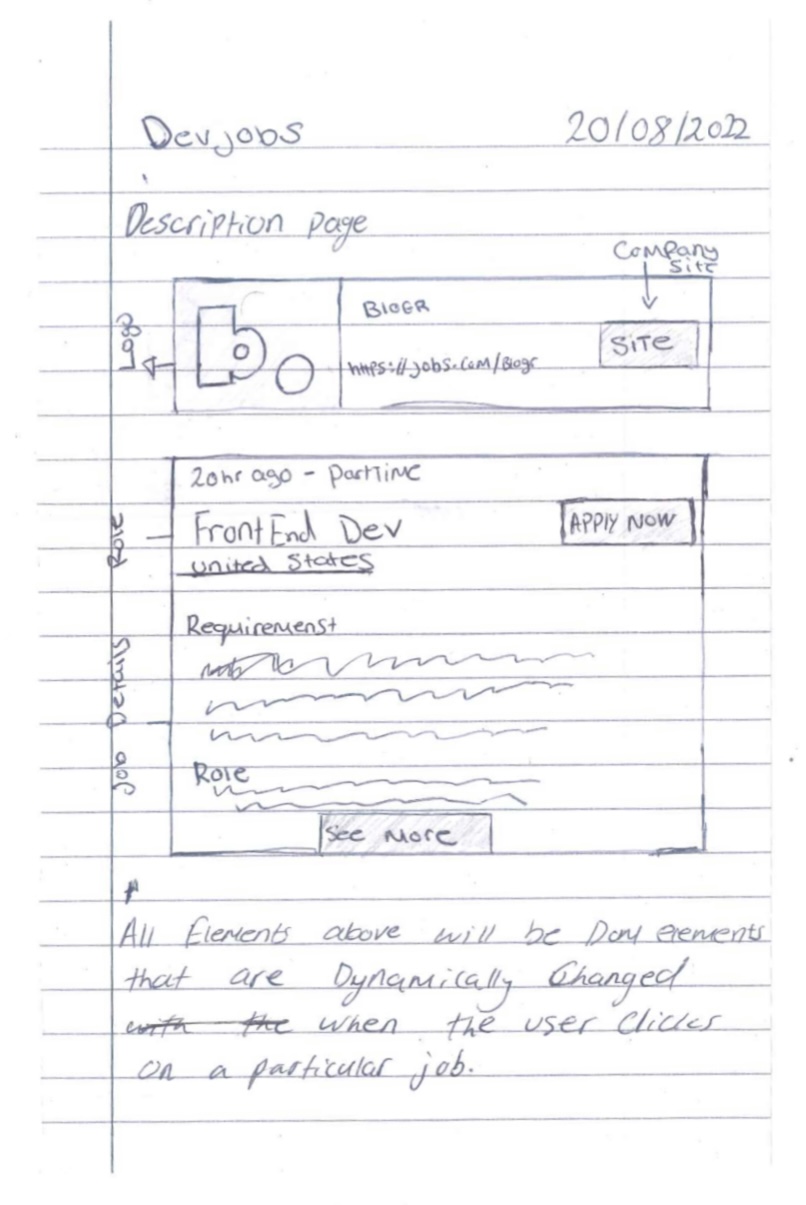 Devjobs 20/08/2022
Description page
Company
Site
Logo
BlOGR
SiTe
https://jobs.com/Blogr
20hr ago - PartTime
Role
FrontEnd Dev
APPLY NOW
United States
Requiremenst
Job Details
Role
See More
All Elements above will be Dom elements
that are Dynamically Changed
with the when the user Clicks
on a particular job.